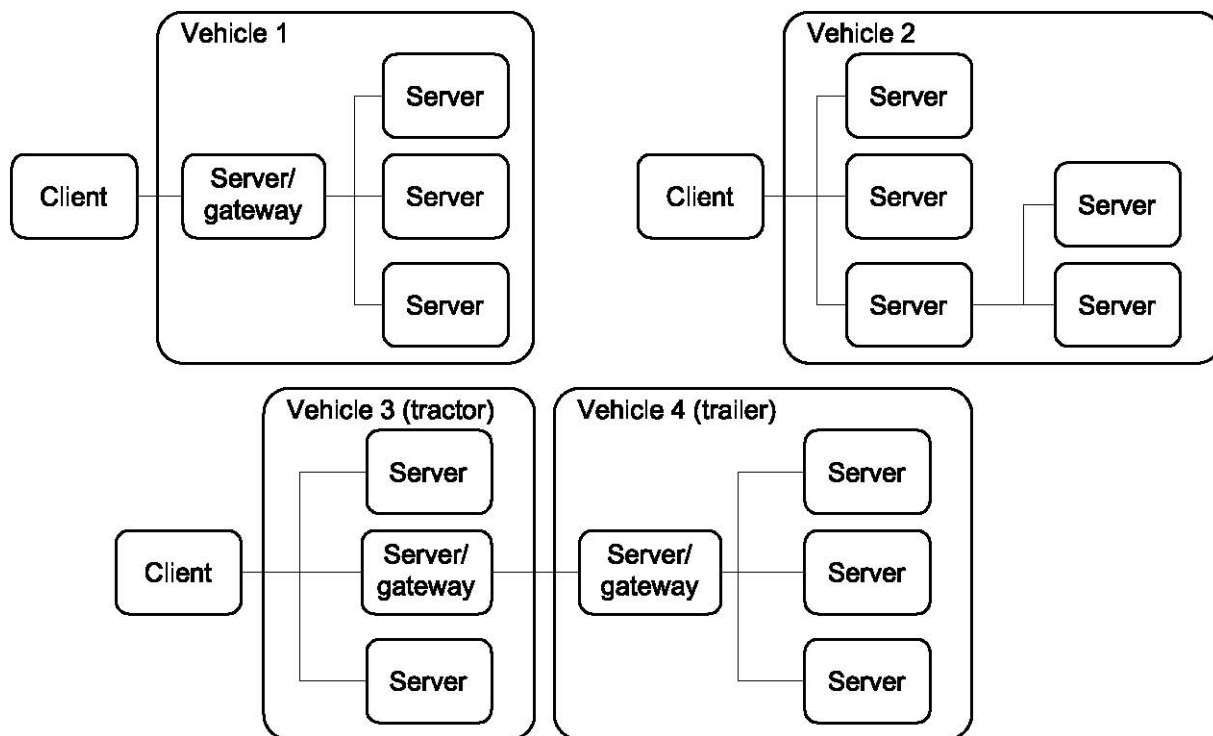 Vehicle 1
Server
Client
Server/
gateway
Server
Server
Vehicle 2
Server
Client
Server
Server
Server
Server
Vehicle 3 (tractor)
Server
Client
Server/
gateway
Server
Vehicle 4 (trailer)
Server
Server/
gateway
Server
Server